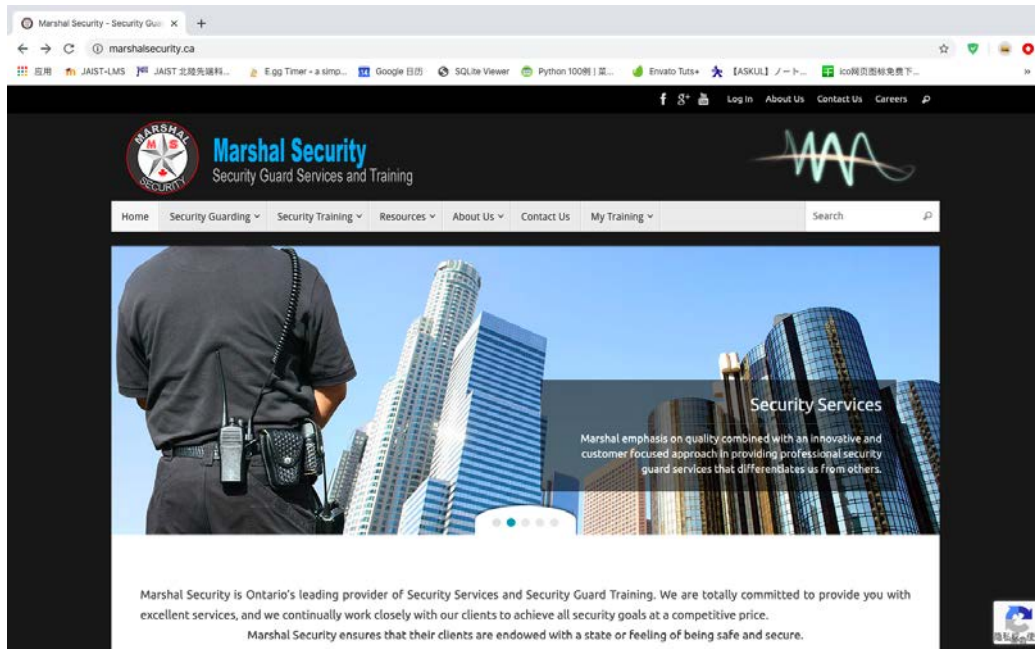 Marshal Security - Security Gua
marshalsecurity.ca
应用 JAIST-LMS JAIST 北陸先端科... E.gg Timer - a simp... Google 日历 SQLite Viewer Python 100例 | 菜... Envato Tuts+ 【ASKUL】ノート... ico网页图标免费下... »
Log In About Us Contact Us Careers
MARSHAL
M S
SECURITY
Marshal Security
Security Guard Services and Training
Home Security Guarding Security Training Resources About Us Contact Us My Training Search
Security Services
Marshal emphasis on quality combined with an innovative and
customer focused approach in providing professional security
guard services that differentiates us from others.
Marshal Security is Ontario's leading provider of Security Services and Security Guard Training. We are totally committed to provide you with
excellent services, and we continually work closely with our clients to achieve all security goals at a competitive price.
Marshal Security ensures that their clients are endowed with a state or feeling of being safe and secure.